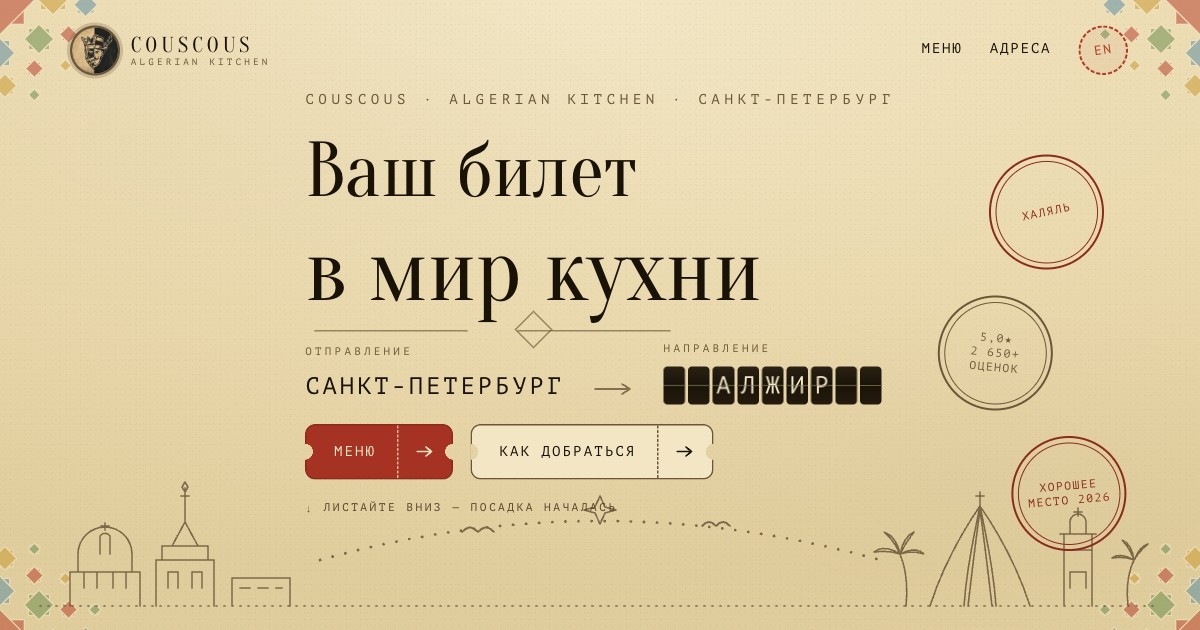 COUSCOUS
ALGERIAN KITCHEN
МЕНЮ
АДРЕСА
EN
COUSCOUS · ALGERIAN KITCHEN · САНКТ-ПЕТЕРБУРГ
Ваш билет
в мир кухни
ОТПРАВЛЕНИЕ
НАПРАВЛЕНИЕ
САНКТ-ПЕТЕРБУРГ →
АЛЖИР
МЕНЮ →
КАК ДОБРАТЬСЯ →
↓ ЛИСТАЙТЕ ВНИЗ — ПОСАДКА НАЧАЛАСЬ
ХАЛЯЛЬ
5,0★
2 650+
ОЦЕНОК
ХОРОШЕЕ
МЕСТО 2026